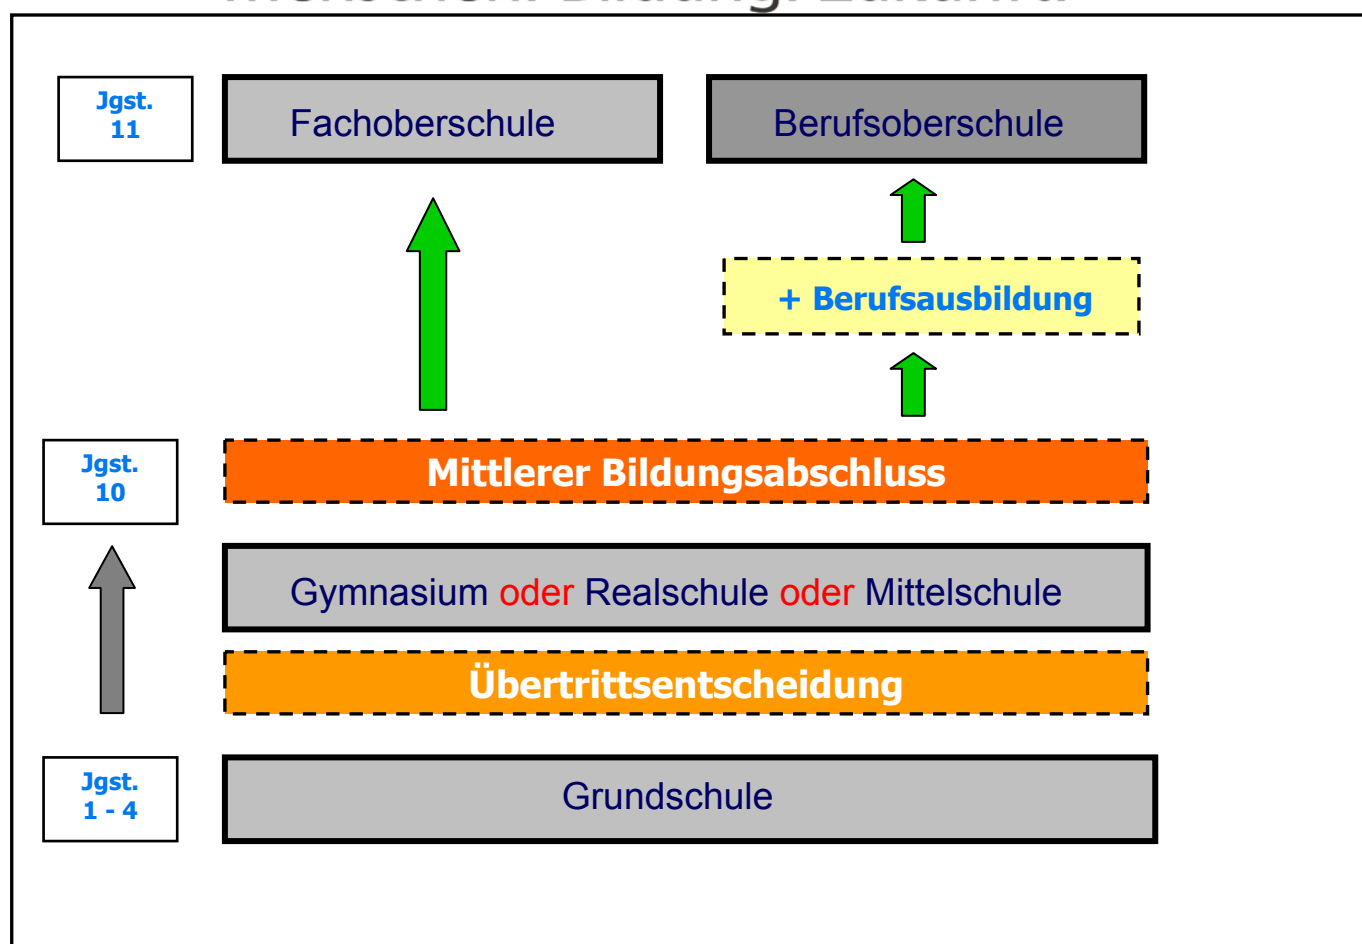 Jgst.
11
Fachoberschule
Berufsoberschule
+ Berufsausbildung
Jgst.
10
Mittlerer Bildungsabschluss
Gymnasium oder Realschule oder Mittelschule
Übertrittsentscheidung
Jgst.
1 - 4
Grundschule